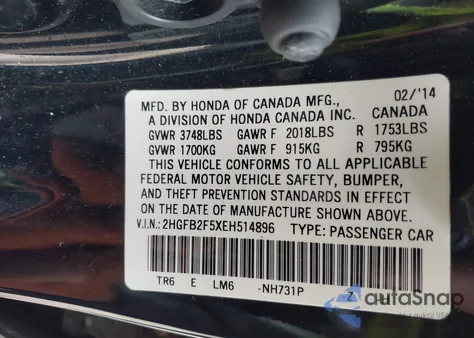 MFD. BY HONDA OF CANADA MFG., 02/'14
A DIVISION OF HONDA CANADA INC.
GVWR 3748LBS GAWR F 2018LBS R 1753LBS
GVWR 1700KG GAWR F 915KG R 795KG
THIS VEHICLE CONFORMS TO ALL APPLICABLE
FEDERAL MOTOR VEHICLE SAFETY, BUMPER,
AND THEFT PREVENTION STANDARDS IN EFFECT
ON THE DATE OF MANUFACTURE SHOWN ABOVE.
V.I.N.: 2HGFB2F5XEH514896 TYPE: PASSENGER CAR
TR6 E LM6 -NH731P Z
autaSnap